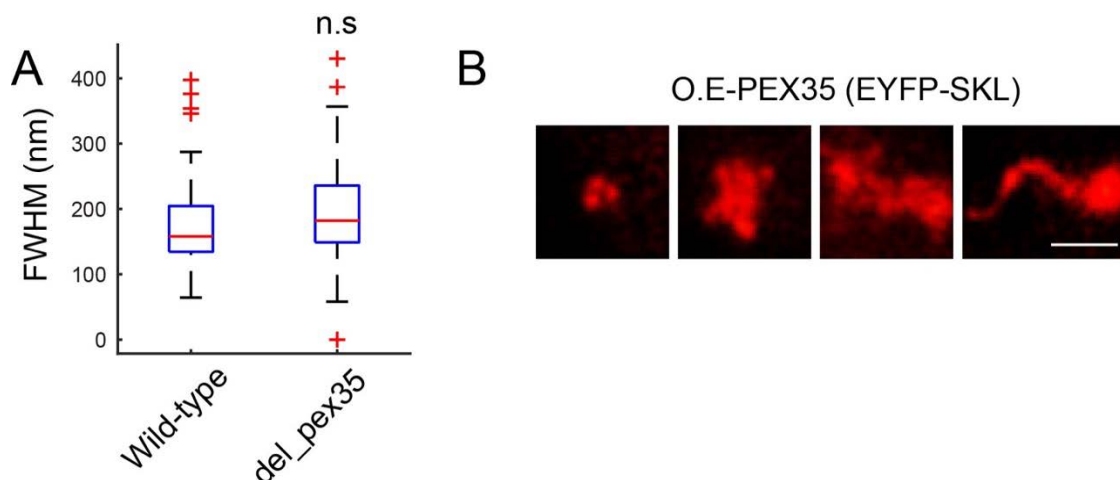 A
n.s
FWHM (nm)
400
300
200
100
0
Wild-type
del_pex35
B
O.E-PEX35 (EYFP-SKL)